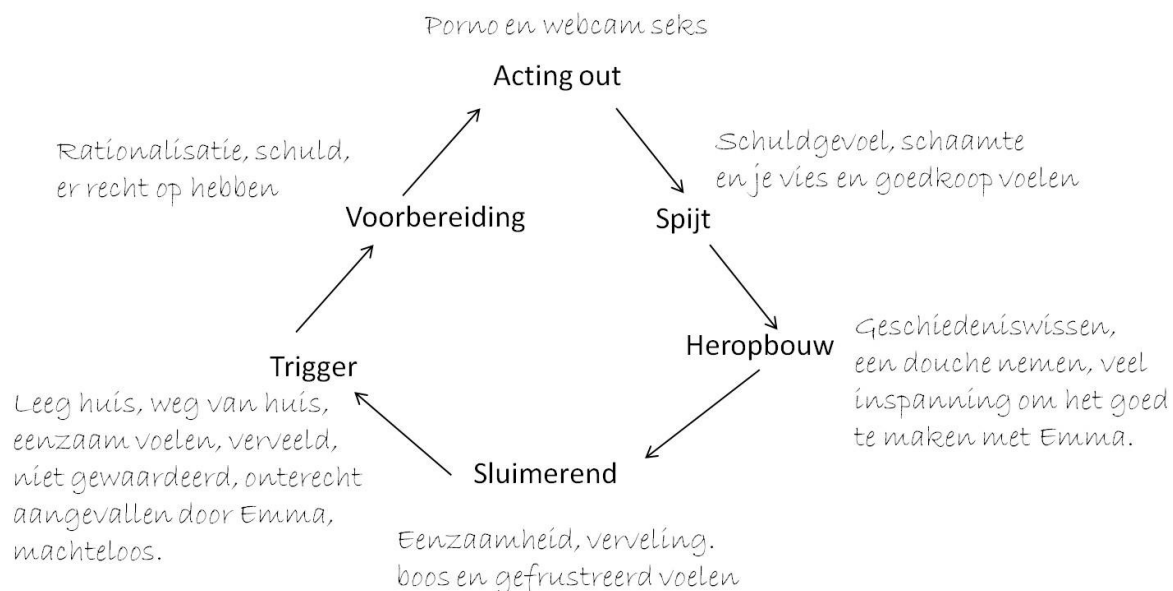 Porno en webcam seks
Acting out
Rationalisatie, schuld,
er recht op hebben
Schuldgevoel, schaamte
en je vies en goedkoop voelen
Voorbereiding
Spijt
Trigger
Heropbouw
Geschiedeniswissen,
een douche nemen, veel
inspanning om het goed
te maken met Emma.
Leeg huis, weg van huis,
eenzaam voelen, verveeld,
niet gewaardeerd, onterecht
aangevallen door Emma,
machteloos.
Sluimerend
Eenzaamheid, verveling.
boos en gefrustreerd voelen